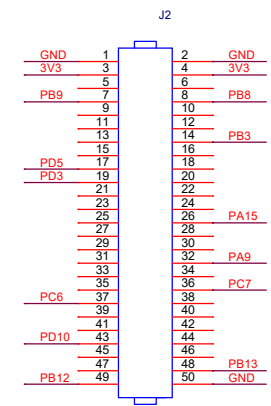 J2
GND 1 2 GND
3V3 3 4 3V3
5 6
PB9 7 8 PB8
9 10
11 12
13 14 PB3
15 16
PD5 17 18
PD3 19 20
21 22
23 24
25 26 PA15
27 28
29 30
31 32 PA9
33 34
35 36 PC7
PC6 37 38
39 40
41 42
PD10 43 44
45 46
47 48 PB13
PB12 49 50 GND